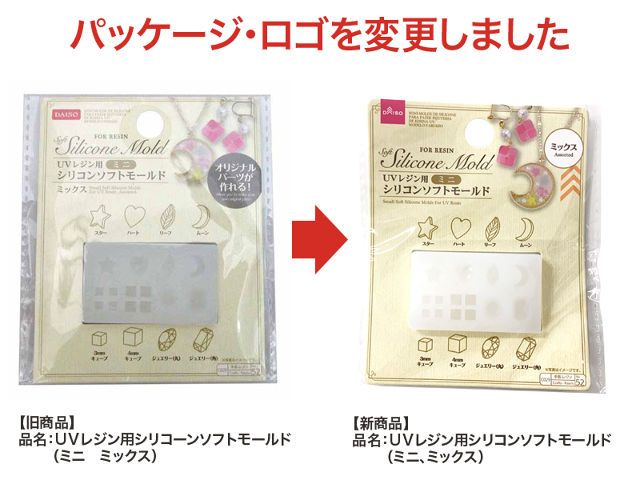 パッケージ・ロゴを変更しました
DAISO
FOR RESIN
Soft
Silicone Mold
UVレジン用 ミニ
シリコンソフトモールド
ミックス
オリジナル
パーツが
作れる!
スター
ハート
リーフ
ムーン
3mm
キューブ
4mm
キューブ
ジュエリー(丸)
ジュエリー(角)
DAISO
FOR RESIN
Soft
Silicone Mold
UVレジン用 ミニ
シリコンソフトモールド
Small Soft Silicone Molds For UV Resin
ミックス
Assorted
スター
ハート
リーフ
ムーン
3mm
キューブ
4mm
キューブ
ジュエリー(丸)
ジュエリー(角)
52
【旧商品】
品名:UVレジン用シリコーンソフトモールド
(ミニ ミックス)
【新商品】
品名:UVレジン用シリコンソフトモールド
(ミニ、ミックス)